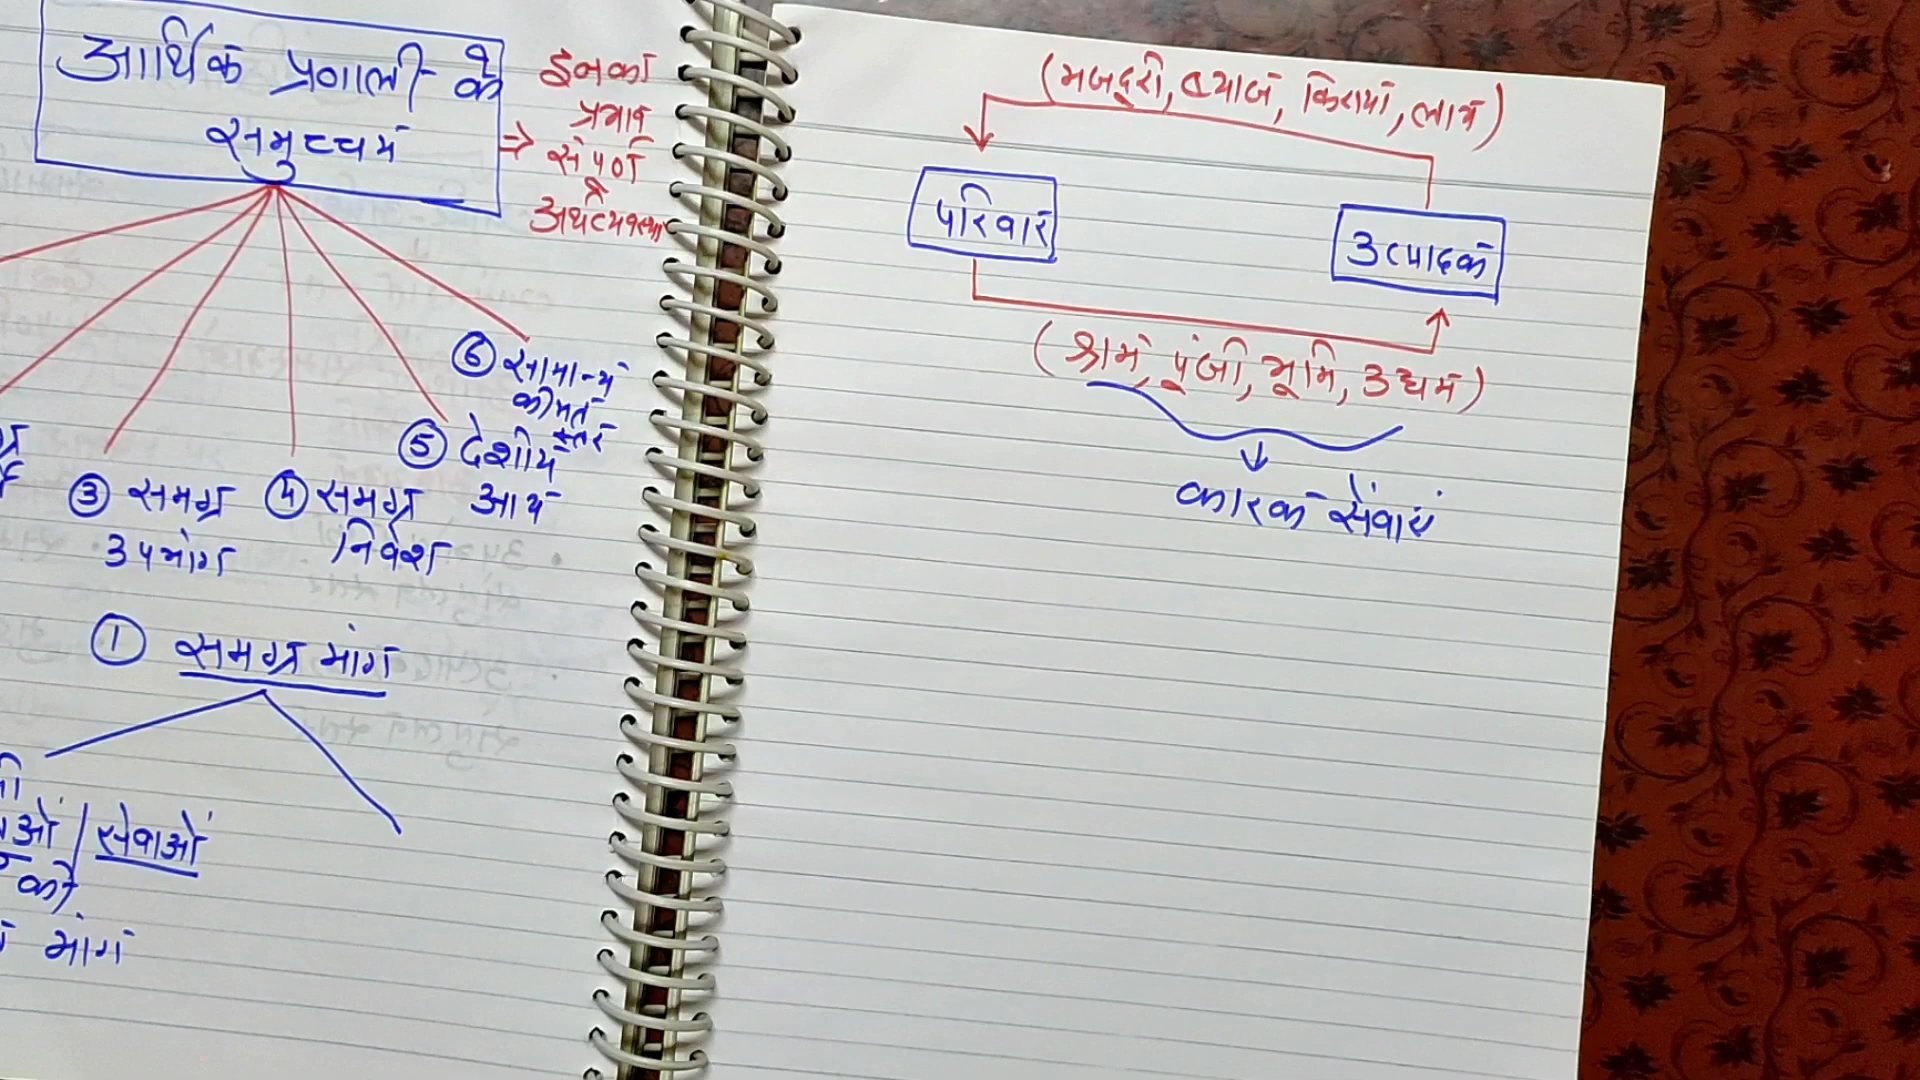 आर्थिक प्रणाली के
समुच्चय
⇒ इनका
प्रभाव
संपूर्ण
अर्थव्यवस्था
⑥ सामान्य
कीमत
स्तर
⑤ देशीय
आय
③ समग्र
उपभोग
④ समग्र
निवेश
① समग्र मांग
ओं / सेवाओं
की
मांग
(मजदूरी, ब्याज, किराया, लाभ)
परिवार
उत्पादक
(श्रम, पूंजी, भूमि, उद्यम)
कारक सेवाएं